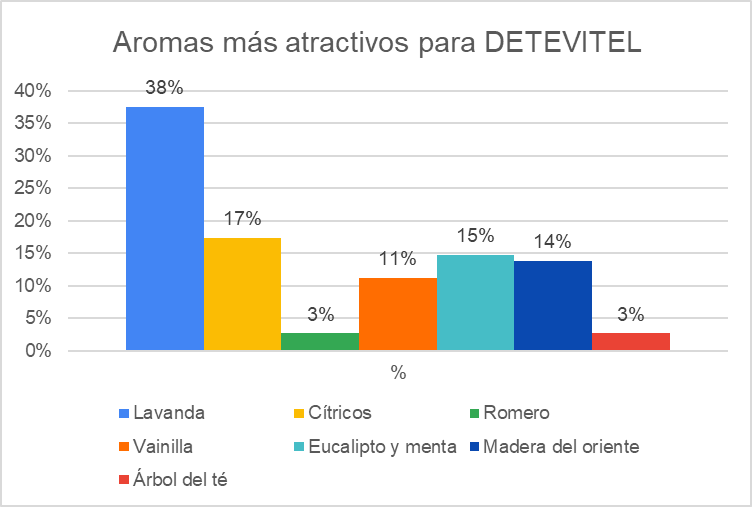 Aromas más atractivos para DETEVITEL
40%
35%
30%
25%
20%
15%
10%
5%
0%
38%
17%
3%
11%
15%
14%
3%
%
Lavanda
Cítricos
Romero
Vainilla
Eucalipto y menta
Madera del oriente
Árbol del té